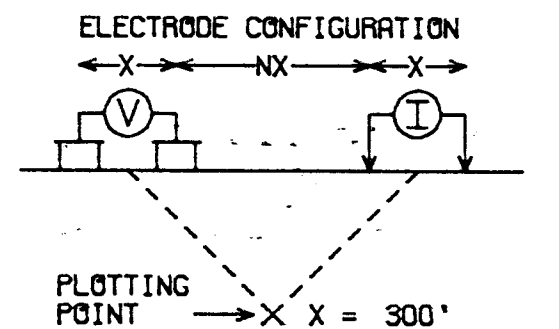 ELECTRODE CONFIGURATION
X NX X
V I
PLOTTING
POINT X X = 300'